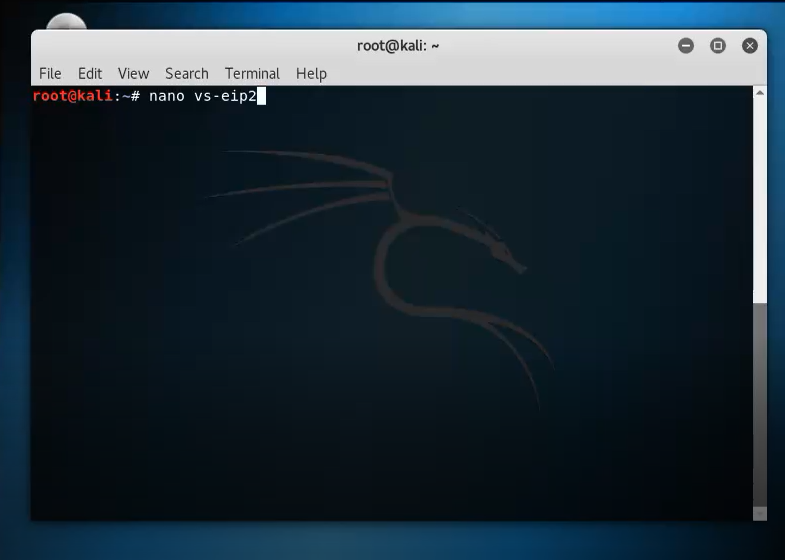 root@kali: ~
File Edit View Search Terminal Help
root@kali:~# nano vs-eip2